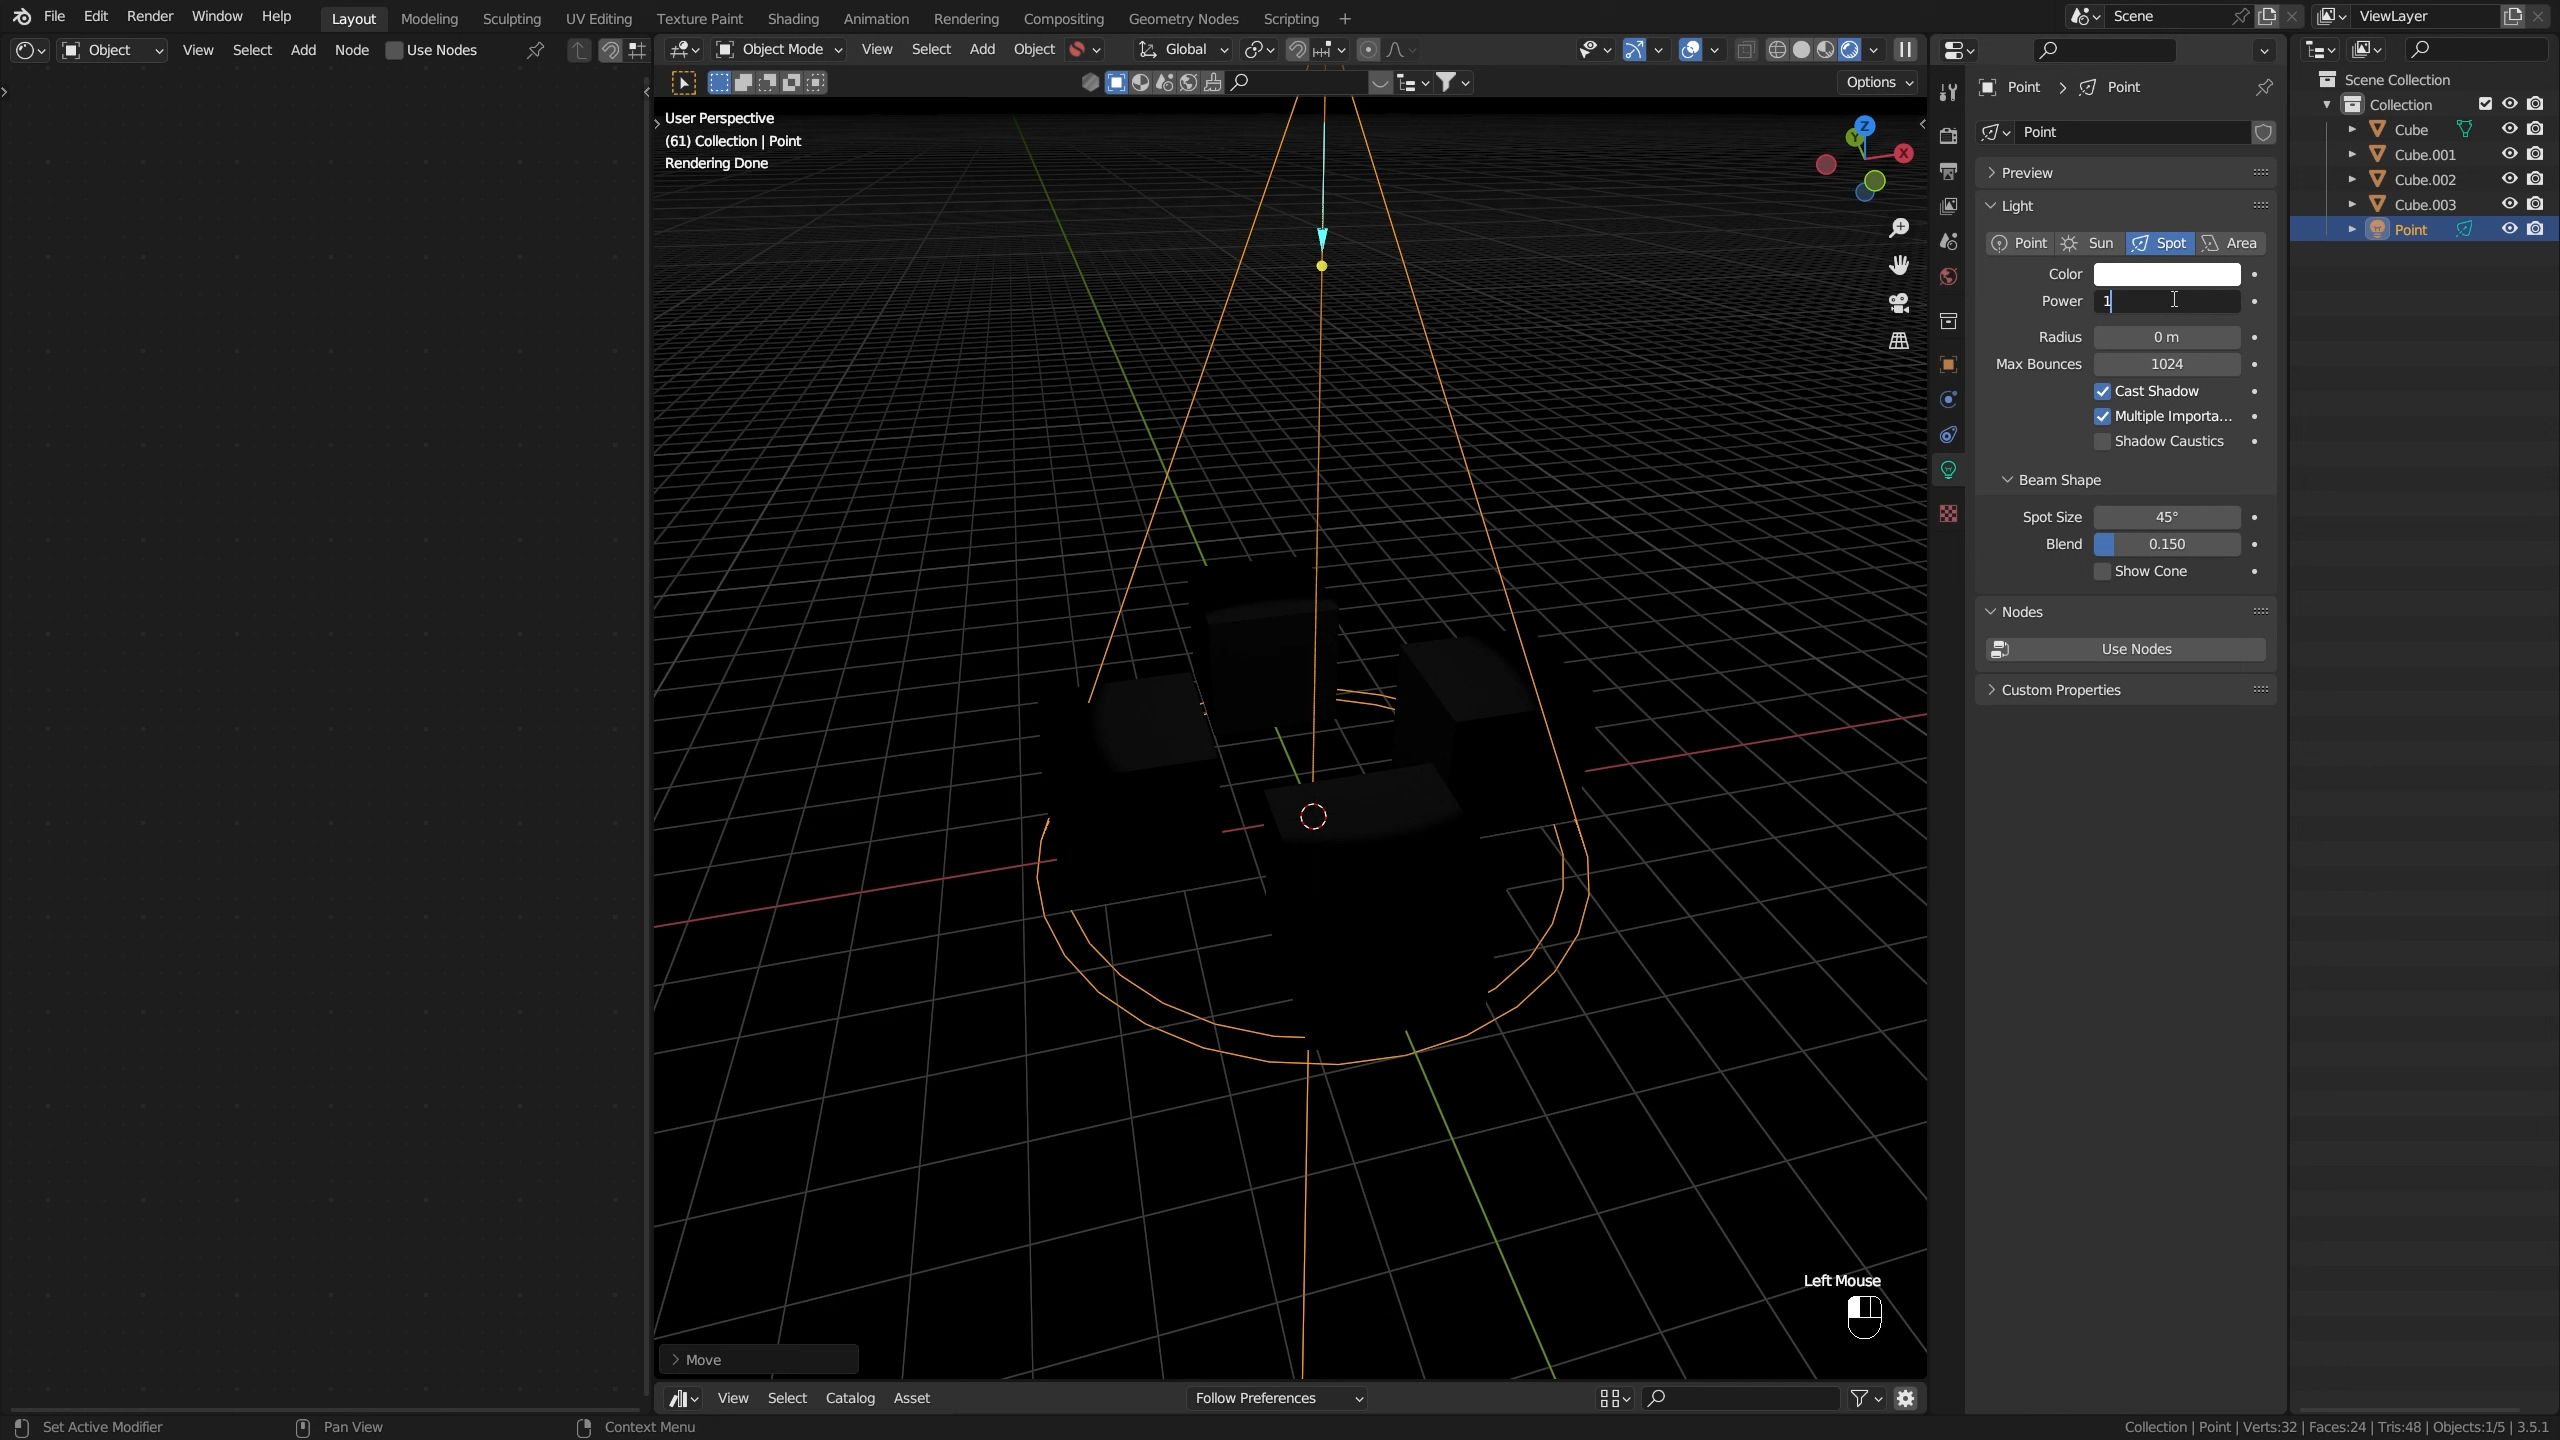 File Edit Render Window Help Layout Modeling Sculpting UV Editing Texture Paint Shading Animation Rendering Compositing Geometry Nodes Scripting + Scene ViewLayer
Object View Select Add Node Use Nodes
Object Mode View Select Add Object Global
Options
User Perspective
(61) Collection | Point
Rendering Done
Z
Y
X
Left Mouse
Move
View Select Catalog Asset Follow Preferences
Point > Point
Point
Preview
Light
Point Sun Spot Area
Color
Power 1
Radius 0 m
Max Bounces 1024
Cast Shadow
Multiple Importa...
Shadow Caustics
Beam Shape
Spot Size 45°
Blend 0.150
Show Cone
Nodes
Use Nodes
Custom Properties
Scene Collection
Collection
Cube
Cube.001
Cube.002
Cube.003
Point
Set Active Modifier Pan View Context Menu Collection | Point | Verts:32 | Faces:24 | Tris:48 | Objects:1/5 | 3.5.1